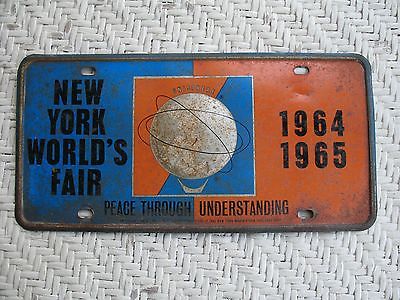 NEW
YORK
WORLD'S
FAIR
1964
1965
PEACE THROUGH UNDERSTANDING